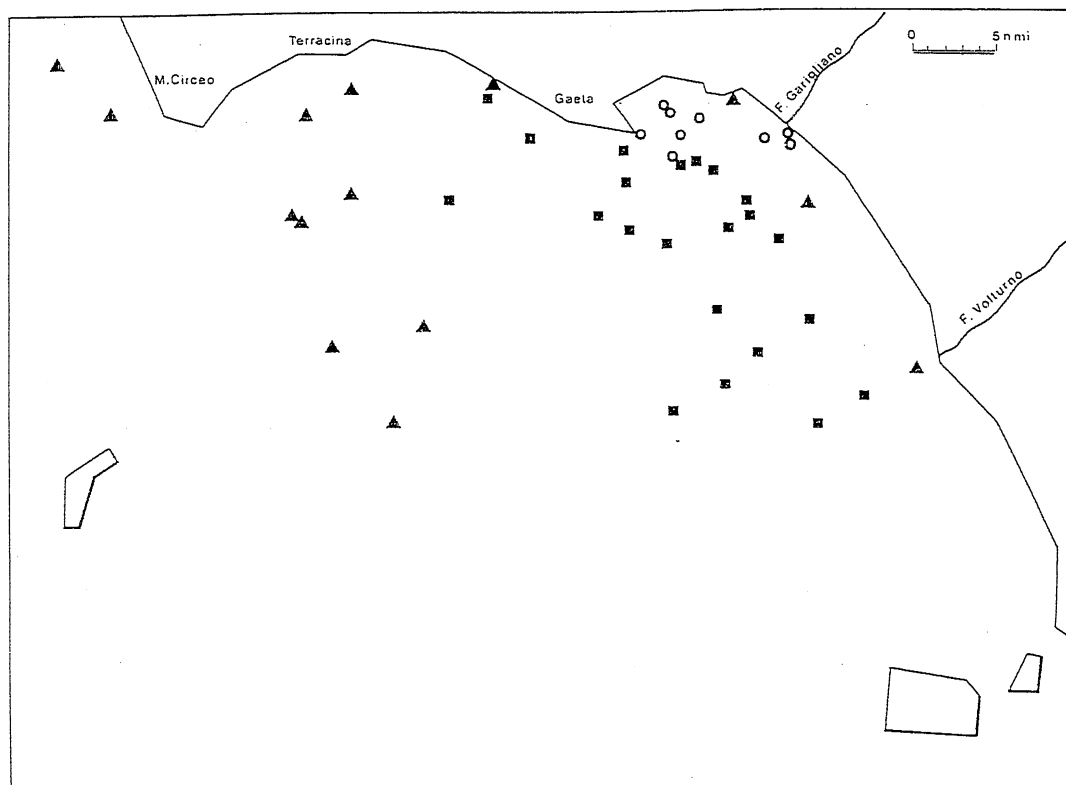 Terracina
0 5 n mi
M.Circeo
Gaeta
F. Garigliano
F. Volturno